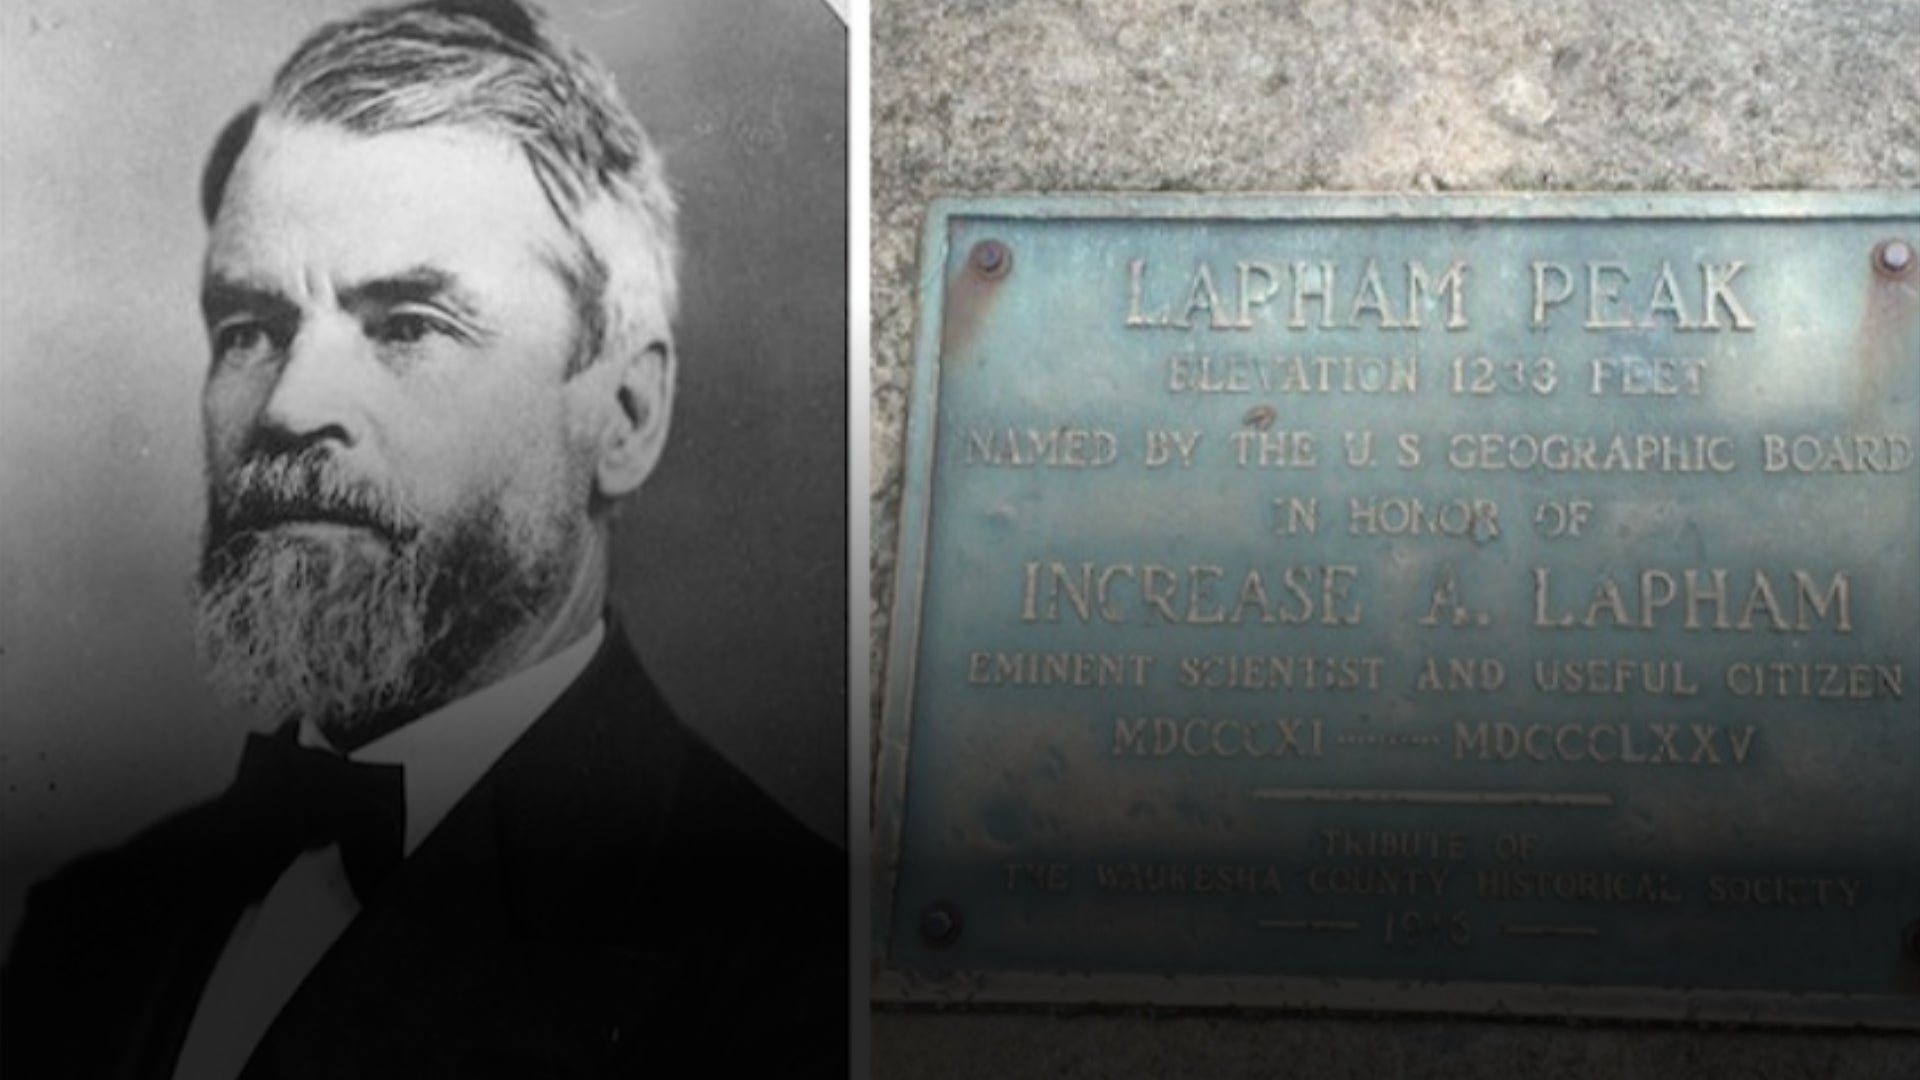 LAPHAM PEAK
ELEVATION 1233 FEET
NAMED BY THE U. S. GEOGRAPHIC BOARD
IN HONOR OF
INCREASE A. LAPHAM
EMINENT SCIENTIST AND USEFUL CITIZEN
MDCCCXI MDCCCLXXV
TRIBUTE OF
THE WAUKESHA COUNTY HISTORICAL SOCIETY